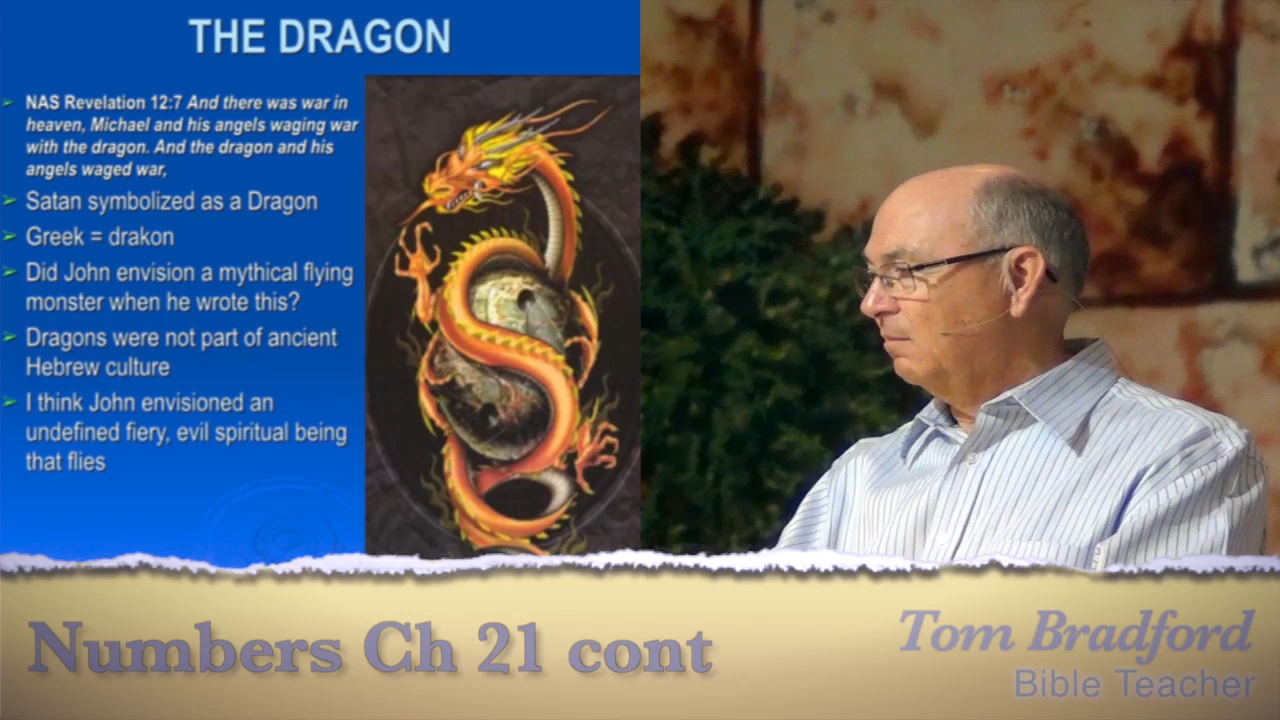 THE DRAGON
➢ NAS Revelation 12:7 And there was war in
heaven, Michael and his angels waging war
with the dragon. And the dragon and his
angels waged war,
➢ Satan symbolized as a Dragon
➢ Greek = drakon
➢ Did John envision a mythical flying
monster when he wrote this?
➢ Dragons were not part of ancient
Hebrew culture
➢ I think John envisioned an
undefined fiery, evil spiritual being
that flies
Numbers Ch 21 cont
Tom Bradford
Bible Teacher